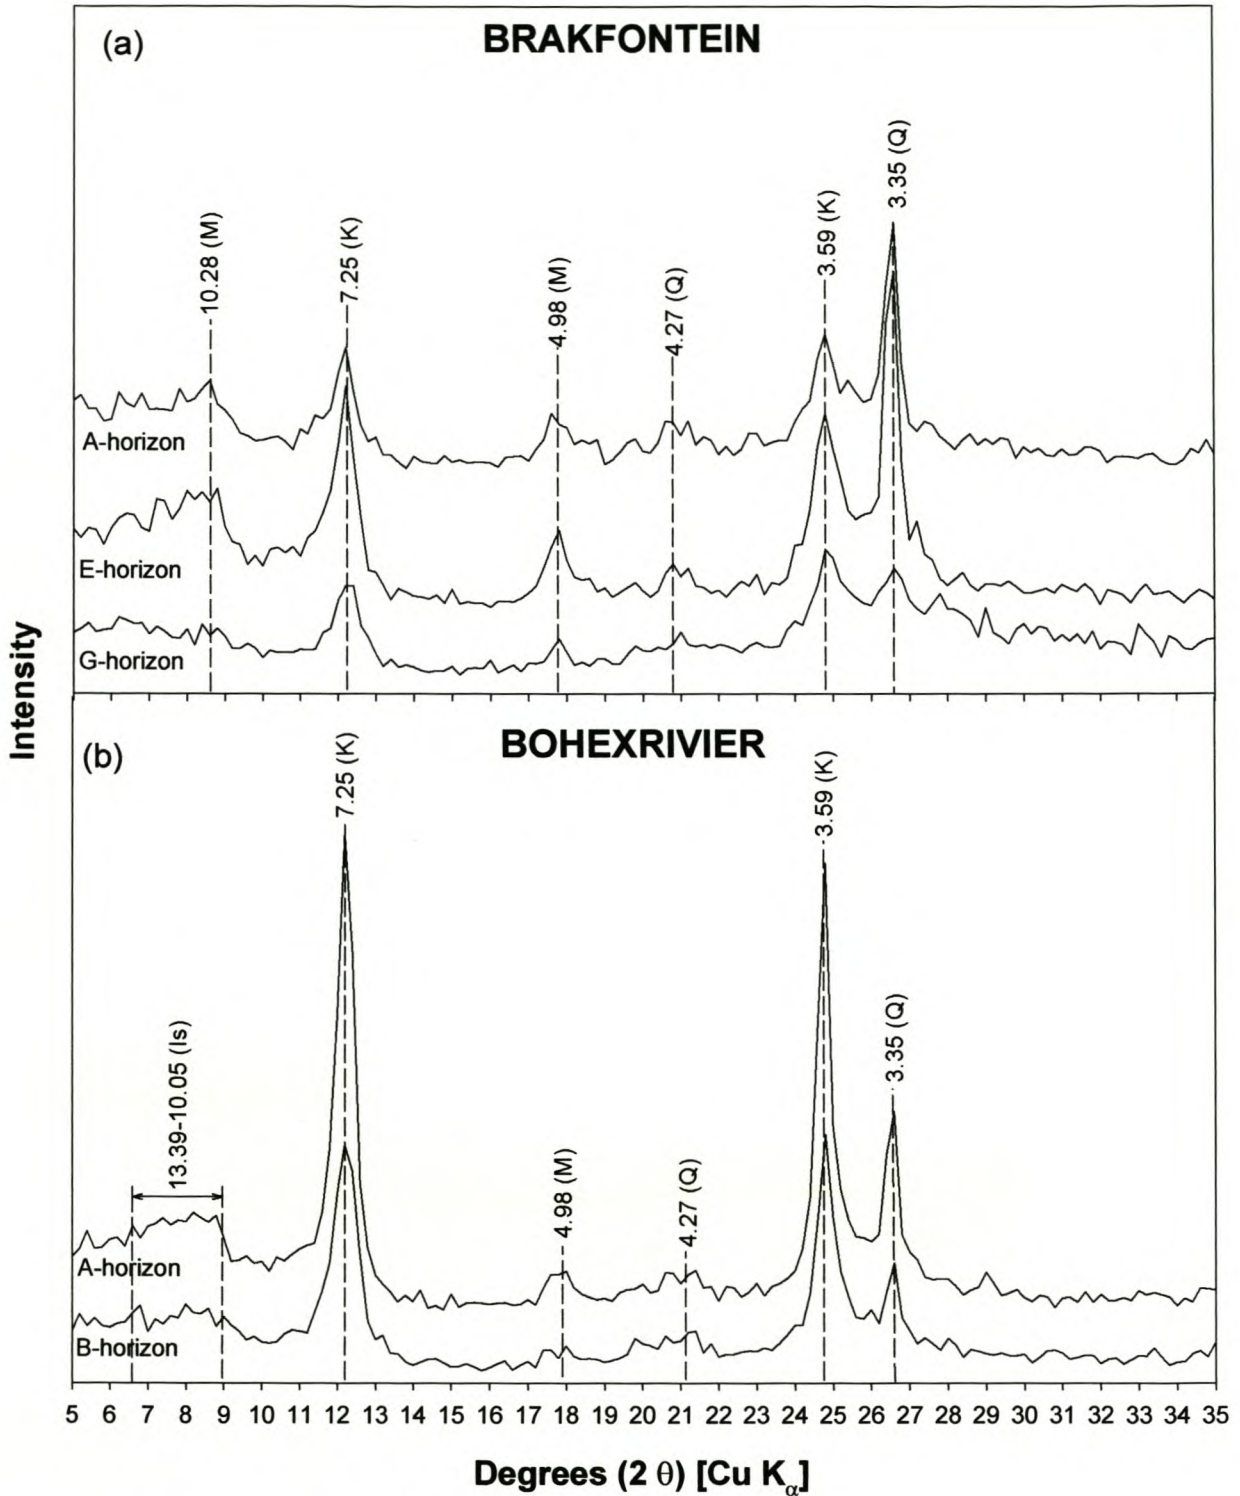 (a)
BRAKFONTEIN
10.28 (M)
7.25 (K)
4.98 (M)
4.27 (Q)
3.59 (K)
3.35 (Q)
A-horizon
E-horizon
G-horizon
Intensity
(b)
BOHEXRIVIER
13.39-10.05 (Is)
7.25 (K)
4.98 (M)
4.27 (Q)
3.59 (K)
3.35 (Q)
A-horizon
B-horizon
5 6 7 8 9 10 11 12 13 14 15 16 17 18 19 20 21 22 23 24 25 26 27 28 29 30 31 32 33 34 35
Degrees (2 θ) [Cu Kα]